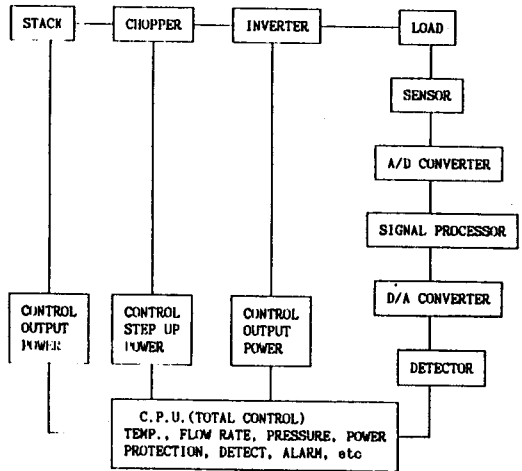 STACK
CHOPPER
INVERTER
LOAD
SENSOR
A/D CONVERTER
SIGNAL PROCESSOR
D/A CONVERTER
DETECTOR
CONTROL
OUTPUT
POWER
CONTROL
STEP UP
POWER
CONTROL
OUTPUT
POWER
C.P.U.(TOTAL CONTROL)
TEMP., FLOW RATE, PRESSURE, POWER
PROTECTION, DETECT, ALARM, etc